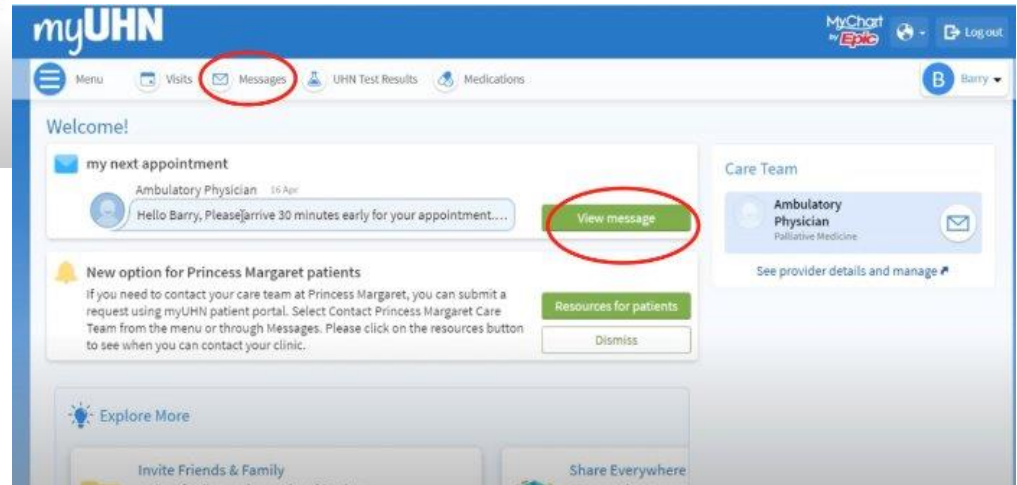 myUHN
MyChart
by Epic
Log out
Menu
Visits
Messages
UHN Test Results
Medications
B
Barry
Welcome!
my next appointment
Ambulatory Physician 16 Apr
Hello Barry, Please arrive 30 minutes early for your appointment....
View message
New option for Princess Margaret patients
If you need to contact your care team at Princess Margaret, you can submit a
request using myUHN patient portal. Select Contact Princess Margaret Care
Team from the menu or through Messages. Please click on the resources button
to see when you can contact your clinic.
Resources for patients
Dismiss
Care Team
Ambulatory
Physician
Palliative Medicine
See provider details and manage
Explore More
Invite Friends & Family
Share Everywhere